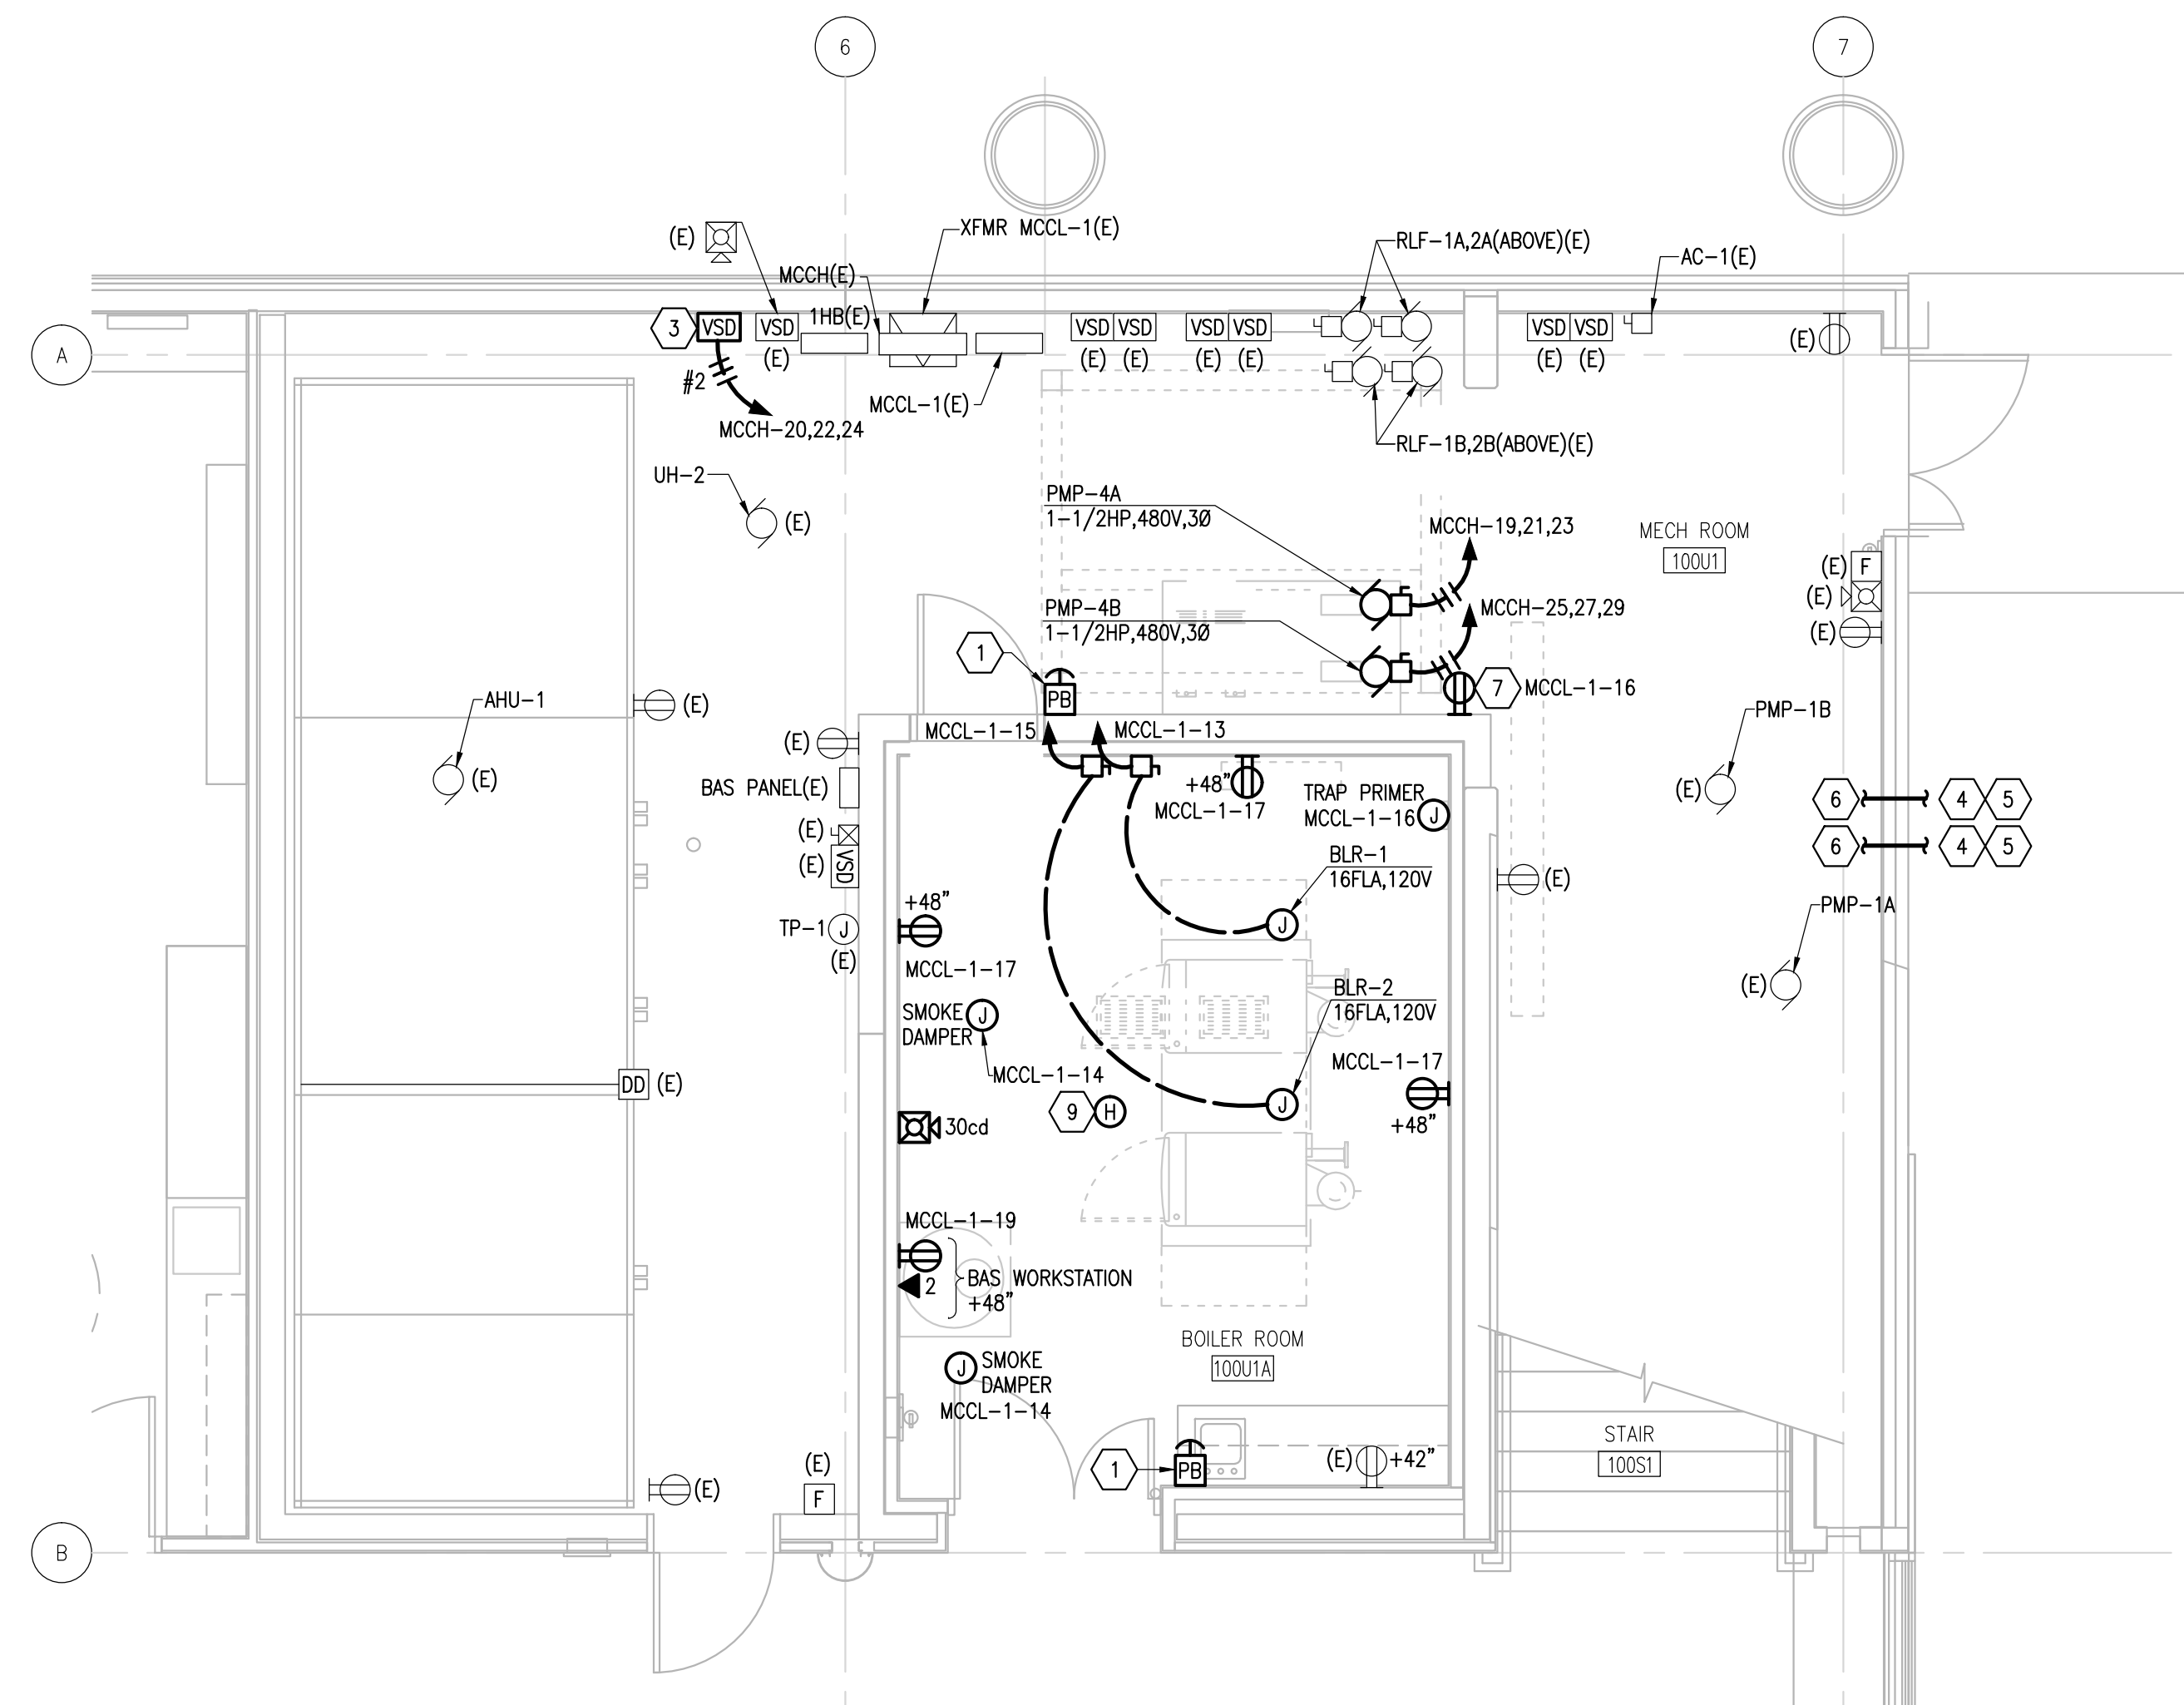 6
7
(E)
XFMR MCCL-1(E)
RLF-1A,2A(ABOVE)(E)
AC-1(E)
MCCH(E)
1HB(E)
A
3
VSD
VSD
VSD
VSD
VSD
VSD
VSD
VSD
(E)
(E)
(E)
(E)
(E)
(E)
(E)
(E)
(E)
#2
MCCL-1(E)
MCCH-20,22,24
RLF-1B,2B(ABOVE)(E)
UH-2
(E)
PMP-4A
1-1/2HP,480V,3Ø
MCCH-19,21,23
MECH ROOM
100U1
(E)
F
(E)
PMP-4B
1-1/2HP,480V,3Ø
MCCH-25,27,29
(E)
1
PB
7
MCCL-1-16
AHU-1
(E)
(E)
PMP-1B
(E)
MCCL-1-15
MCCL-1-13
(E)
BAS PANEL(E)
+48"
MCCL-1-17
TRAP PRIMER
MCCL-1-16
J
(E)
6
4
5
6
4
5
(E)
(E)
VSD
BLR-1
16FLA,120V
(E)
+48"
TP-1
J
(E)
J
PMP-1A
(E)
MCCL-1-17
BLR-2
16FLA,120V
SMOKE
DAMPER
J
MCCL-1-14
MCCL-1-17
DD
(E)
9
H
J
+48"
30cd
MCCL-1-19
2
BAS WORKSTATION
+48"
BOILER ROOM
100U1A
J
SMOKE
DAMPER
MCCL-1-14
STAIR
100S1
(E)
F
(E)
1
PB
(E)
+42"
B